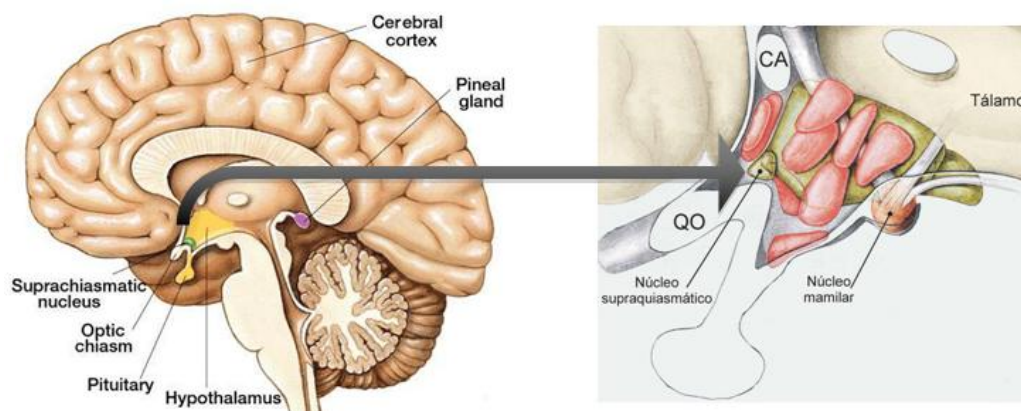 Cerebral
cortex
Pineal
gland
Suprachiasmatic
nucleus
Optic
chiasm
Pituitary
Hypothalamus
CA
Tálamo
QO
Núcleo
supraquiasmático
Núcleo
mamilar